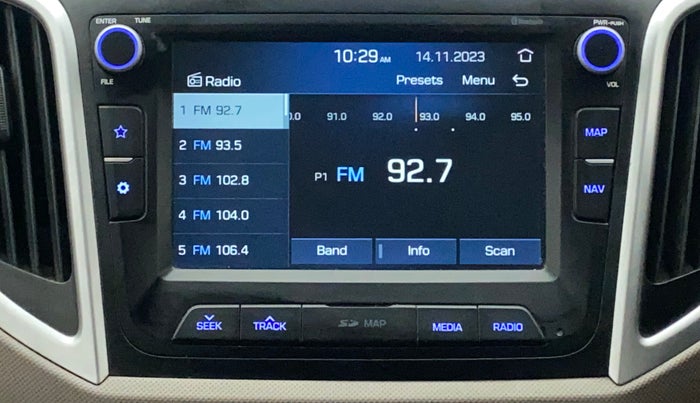 ENTER TUNE
Bluetooth
PWR-PUSH
10:29 AM 14.11.2023
FILE
Radio Presets Menu
VOL
1 FM 92.7
2 FM 93.5
3 FM 102.8
4 FM 104.0
5 FM 106.4
0.0 91.0 92.0 93.0 94.0 95.0
P1 FM 92.7
Band Info Scan
MAP
NAV
SEEK TRACK
SD MAP
MEDIA RADIO